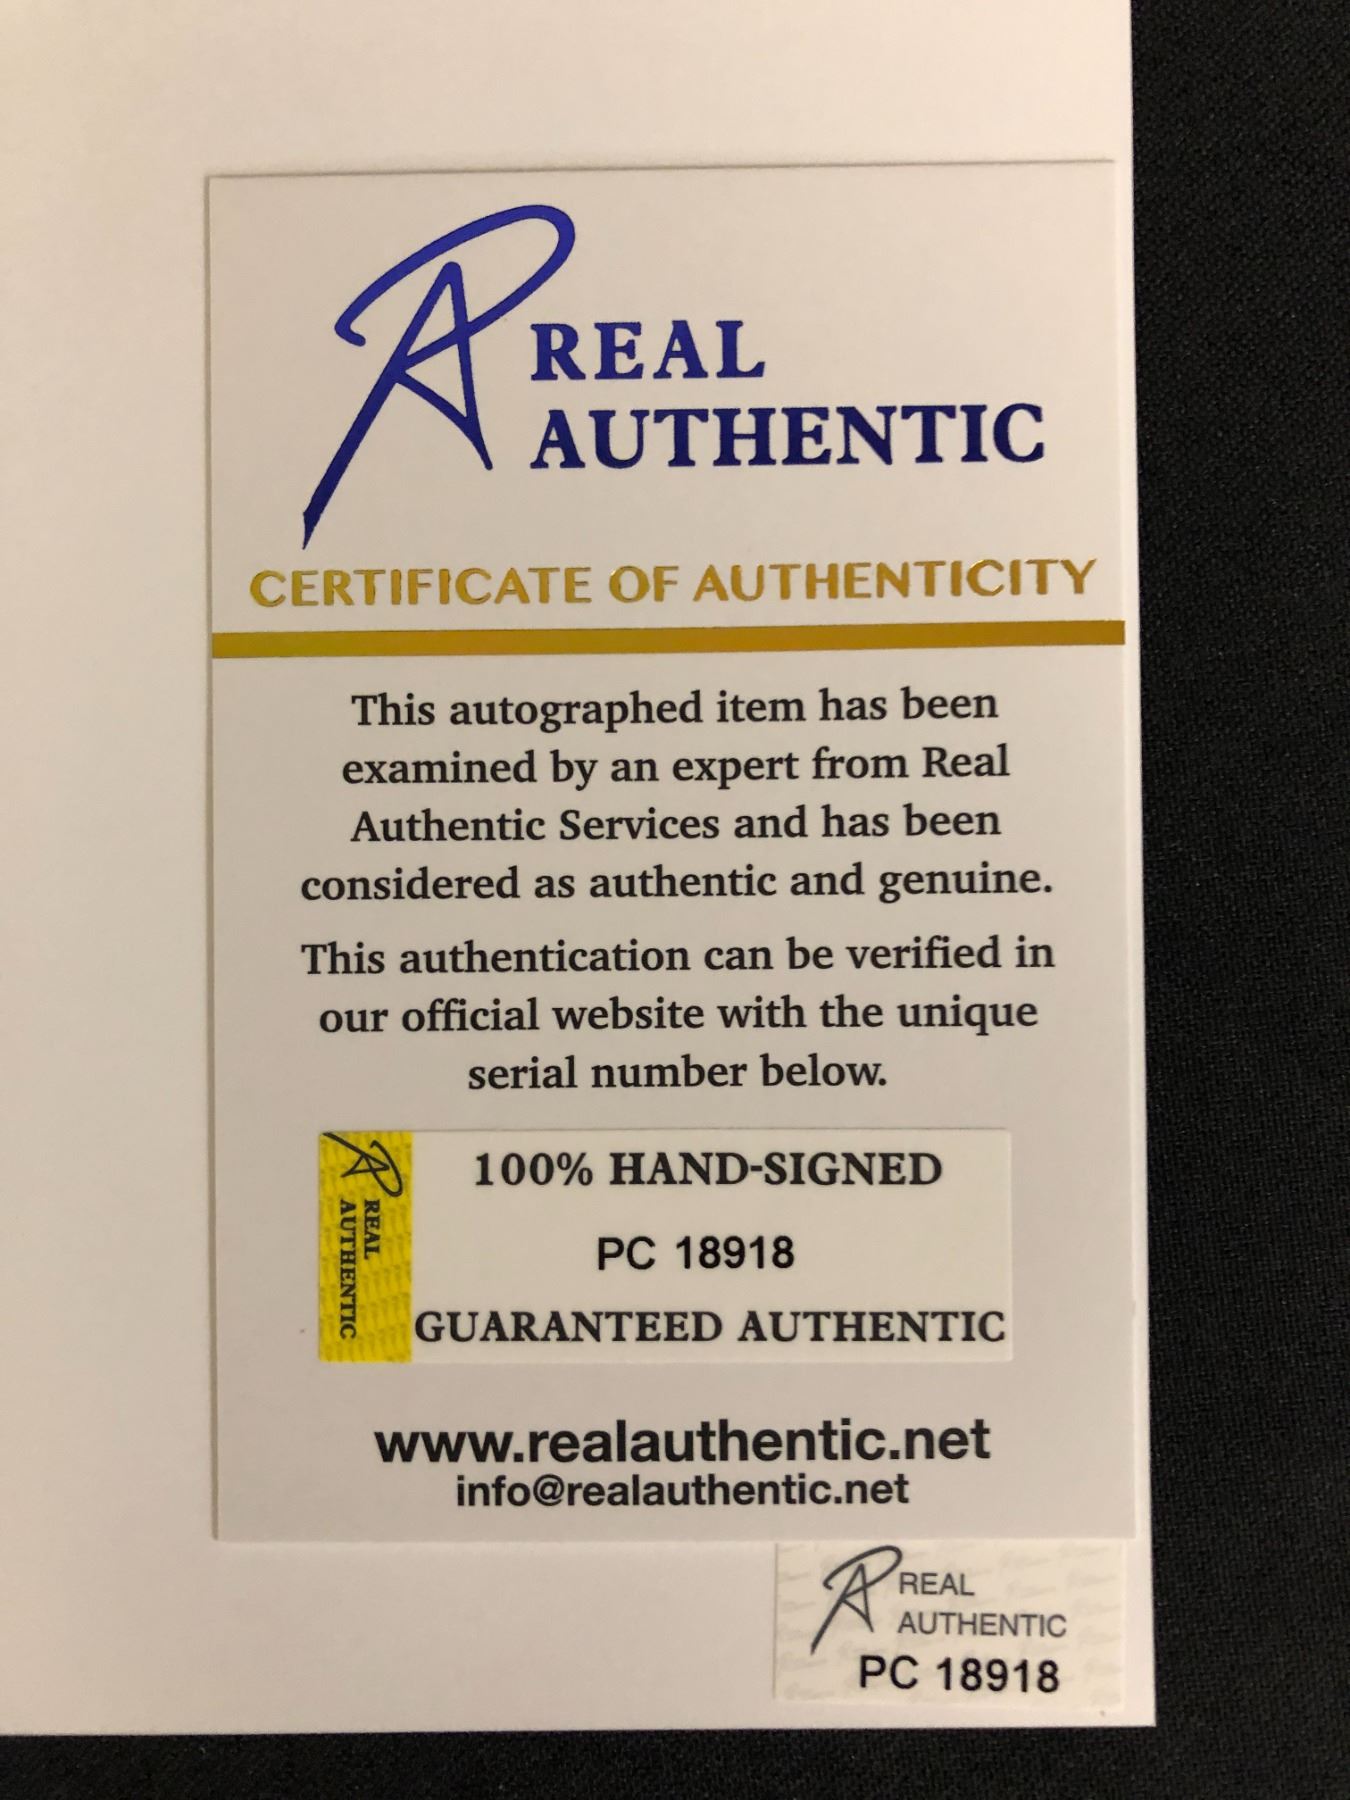 REAL
AUTHENTIC
CERTIFICATE OF AUTHENTICITY
This autographed item has been
examined by an expert from Real
Authentic Services and has been
considered as authentic and genuine.
This authentication can be verified in
our official website with the unique
serial number below.
REAL
AUTHENTIC
100% HAND-SIGNED
PC 18918
GUARANTEED AUTHENTIC
www.realauthentic.net
info@realauthentic.net
REAL
AUTHENTIC
PC 18918